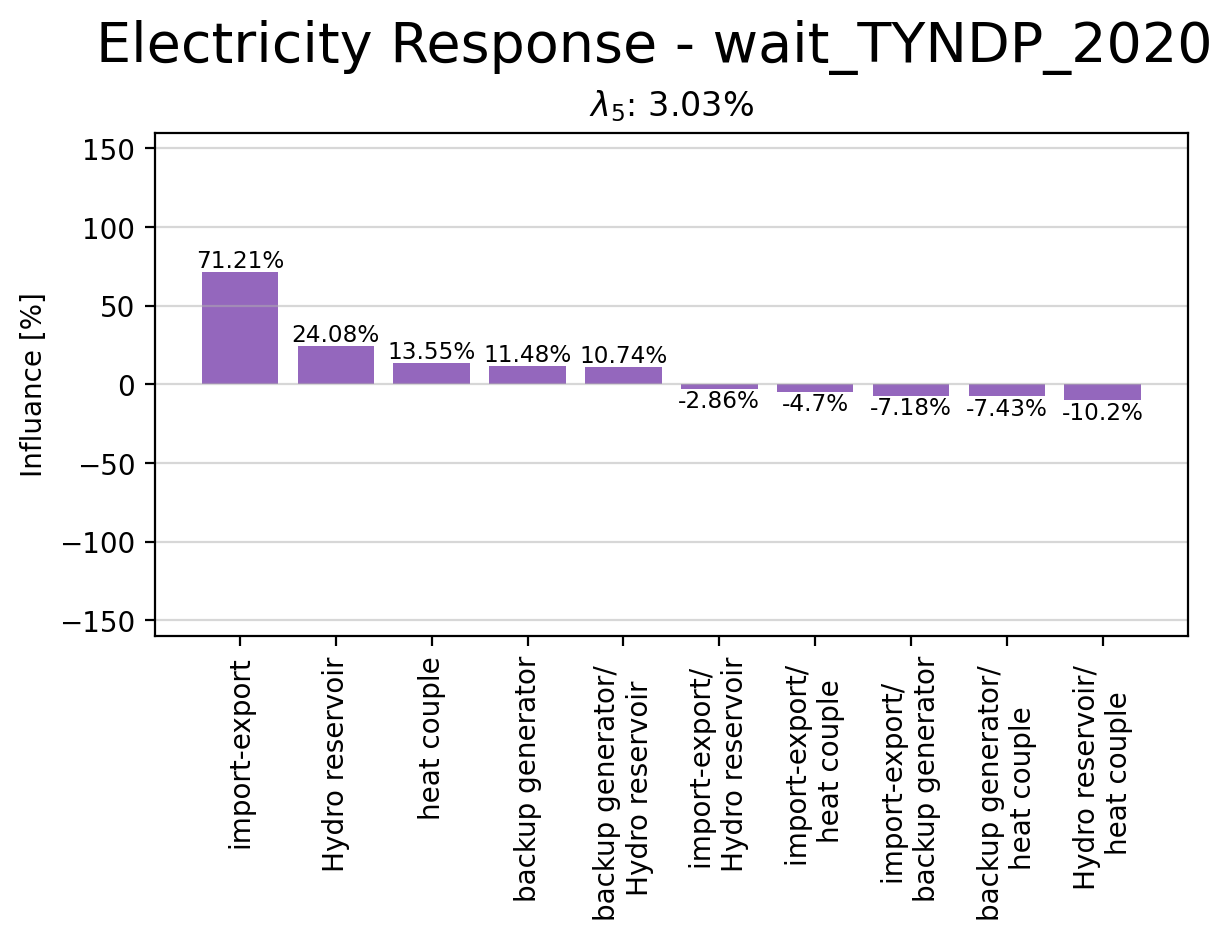 Electricity Response - wait_TYNDP_2020
λ5: 3.03%
Influance [%]
150
100
50
0
−50
−100
−150
71.21%
24.08%
13.55%
11.48%
10.74%
-2.86%
-4.7%
-7.18%
-7.43%
-10.2%
import-export
Hydro reservoir
heat couple
backup generator
backup generator/
Hydro reservoir
import-export/
Hydro reservoir
import-export/
heat couple
import-export/
backup generator
backup generator/
heat couple
Hydro reservoir/
heat couple